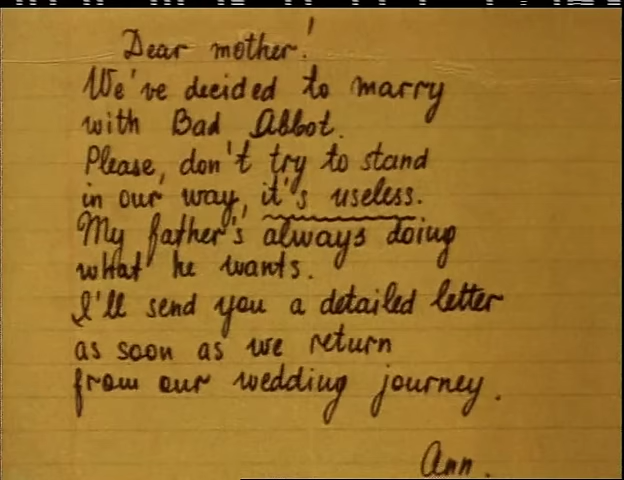 Dear mother!
We've decided to marry
with Bad Abbot.
Please, don't try to stand
in our way, it's useless.
My father's always doing
what he wants.
I'll send you a detailed letter
as soon as we return
from our wedding journey.
Ann.